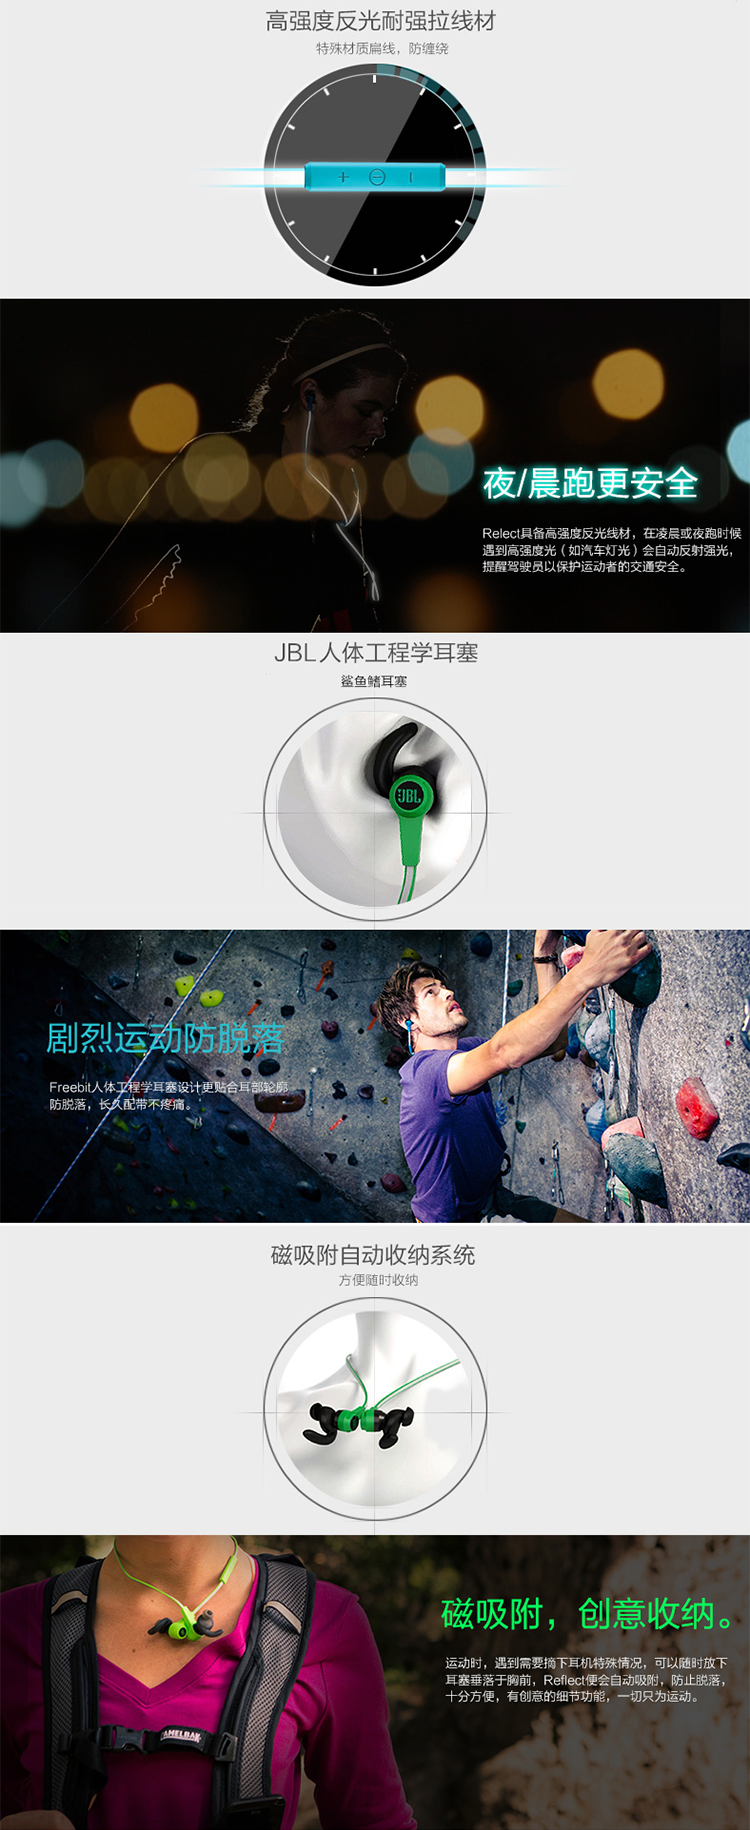 高强度反光耐强拉线材
特殊材质扁线，防缠绕
夜/晨跑更安全
Relect具备高强度反光线材，在凌晨或夜跑时候
遇到高强度光（如汽车灯光）会自动反射强光，
提醒驾驶员以保护运动者的交通安全。
JBL人体工程学耳塞
鲨鱼鳍耳塞
JBL
剧烈运动防脱落
Freebit人体工程学耳塞设计更贴合耳部轮廓
防脱落，长久配带不疼痛。
磁吸附自动收纳系统
方便随时收纳
磁吸附，创意收纳。
运动时，遇到需要摘下耳机特殊情况，可以随时放下
耳塞垂落于胸前，Reflect便会自动吸附，防止脱落，
十分方便，有创意的细节功能，一切只为运动。